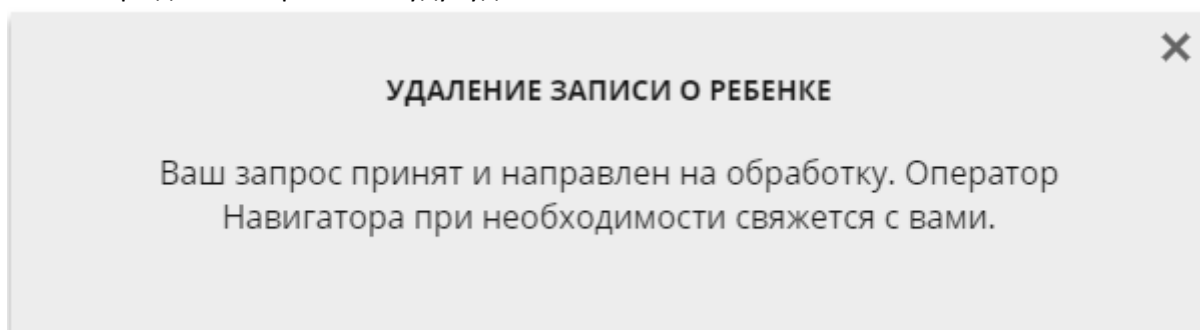 УДАЛЕНИЕ ЗАПИСИ О РЕБЕНКЕ
Ваш запрос принят и направлен на обработку. Оператор
Навигатора при необходимости свяжется с вами.